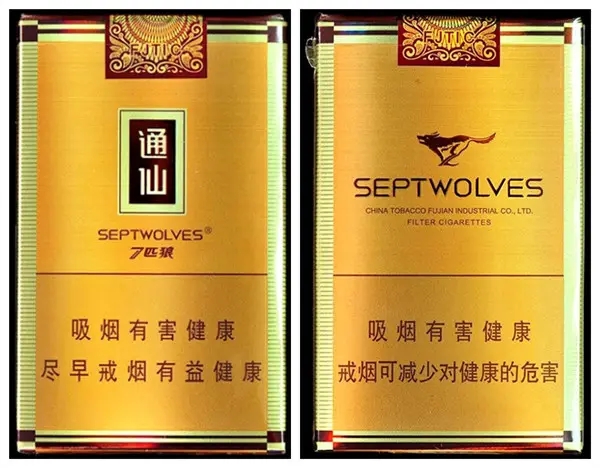 FJTIC
通
仙
SEPTWOLVES®
7匹狼
吸烟有害健康
尽早戒烟有益健康
FJTIC
SEPTWOLVES
CHINA TOBACCO FUJIAN INDUSTRIAL CO., LTD.
FILTER CIGARETTES
吸烟有害健康
戒烟可减少对健康的危害